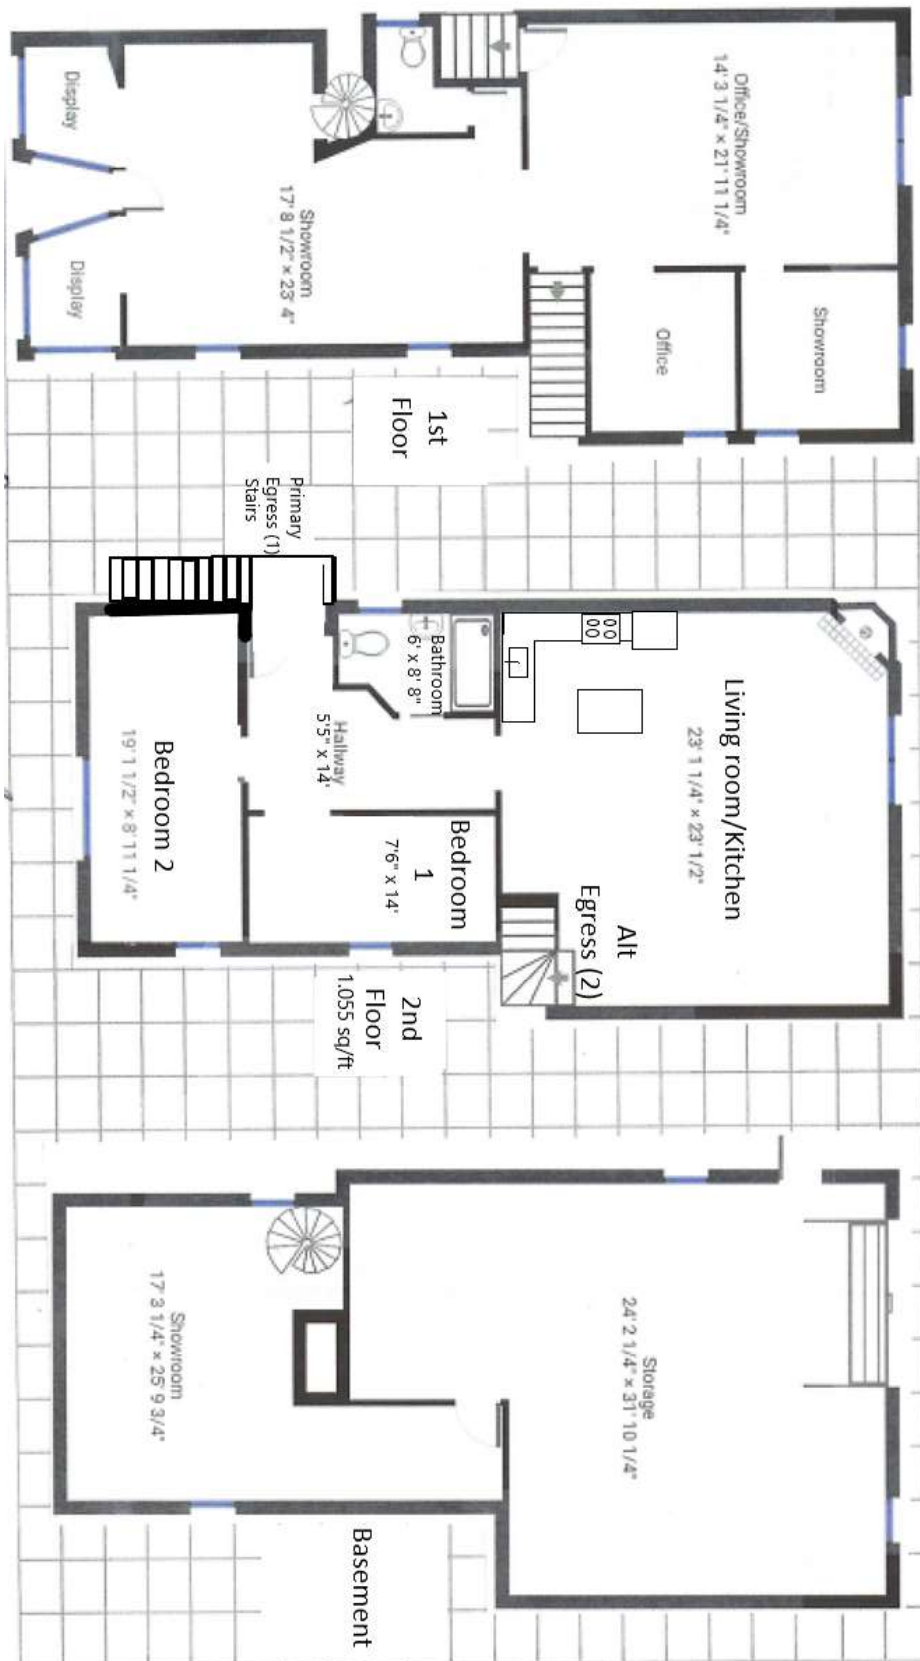 Office/Showroom
14' 3 1/4" × 21' 11 1/4"
Showroom
Office
Showroom
17' 8 1/2" × 23' 4"
Display
Display
1st
Floor
Primary
Egress (1)
Stairs
Living room/Kitchen
23' 1 1/4" × 23' 1/2"
Bathroom
6' x 8' 8"
Hallway
5'5" x 14'
Bedroom
1
7'6" x 14'
Bedroom 2
19' 1 1/2" × 8' 11 1/4"
Alt
Egress (2)
2nd
Floor
1.055 sq/ft
Storage
24' 2 1/4" × 31' 10 1/4"
Showroom
17' 3 1/4" × 25' 9 3/4"
Basement